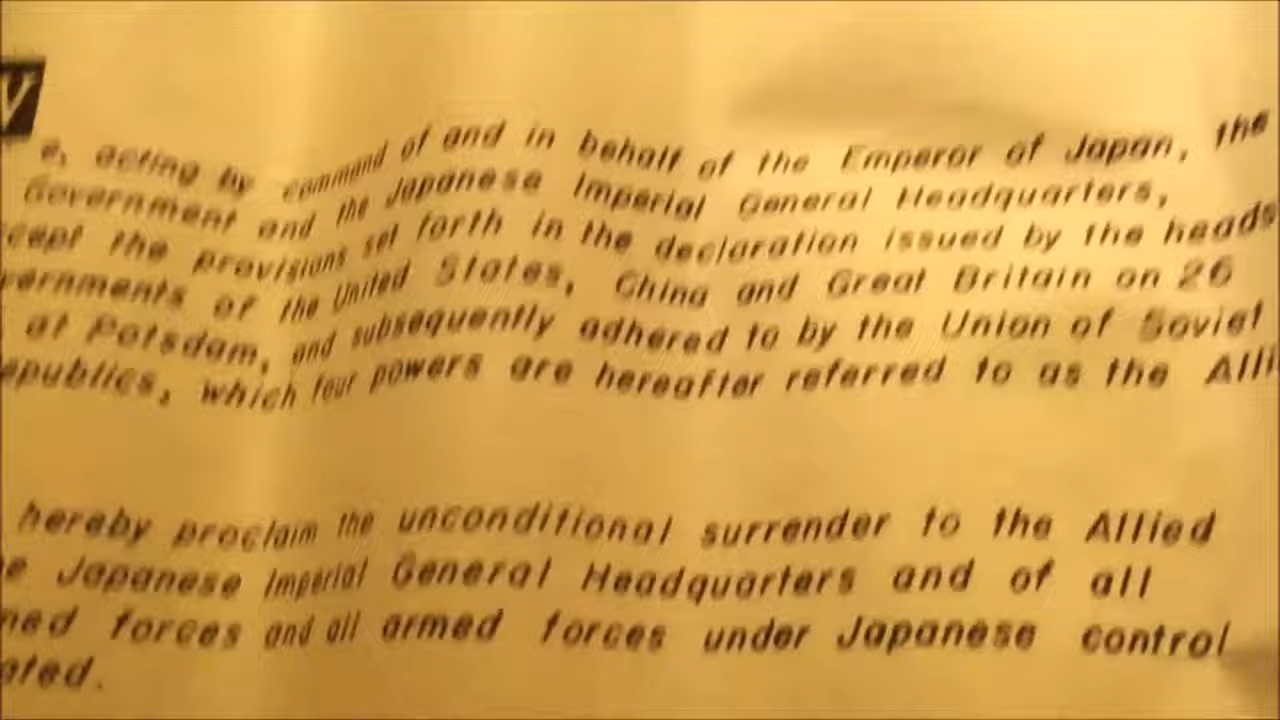 e, acting by command of and in behalf of the Emperor of Japan, the
Government and the Japanese Imperial General Headquarters,
cept the provisions set forth in the declaration issued by the heads
vernments of the United States, China and Great Britain on 26
at Potsdam, and subsequently adhered to by the Union of Soviet
epublics, which four powers are hereafter referred to as the Alli
hereby proclaim the unconditional surrender to the Allied
e Japanese Imperial General Headquarters and of all
ned forces and all armed forces under Japanese control
ated.